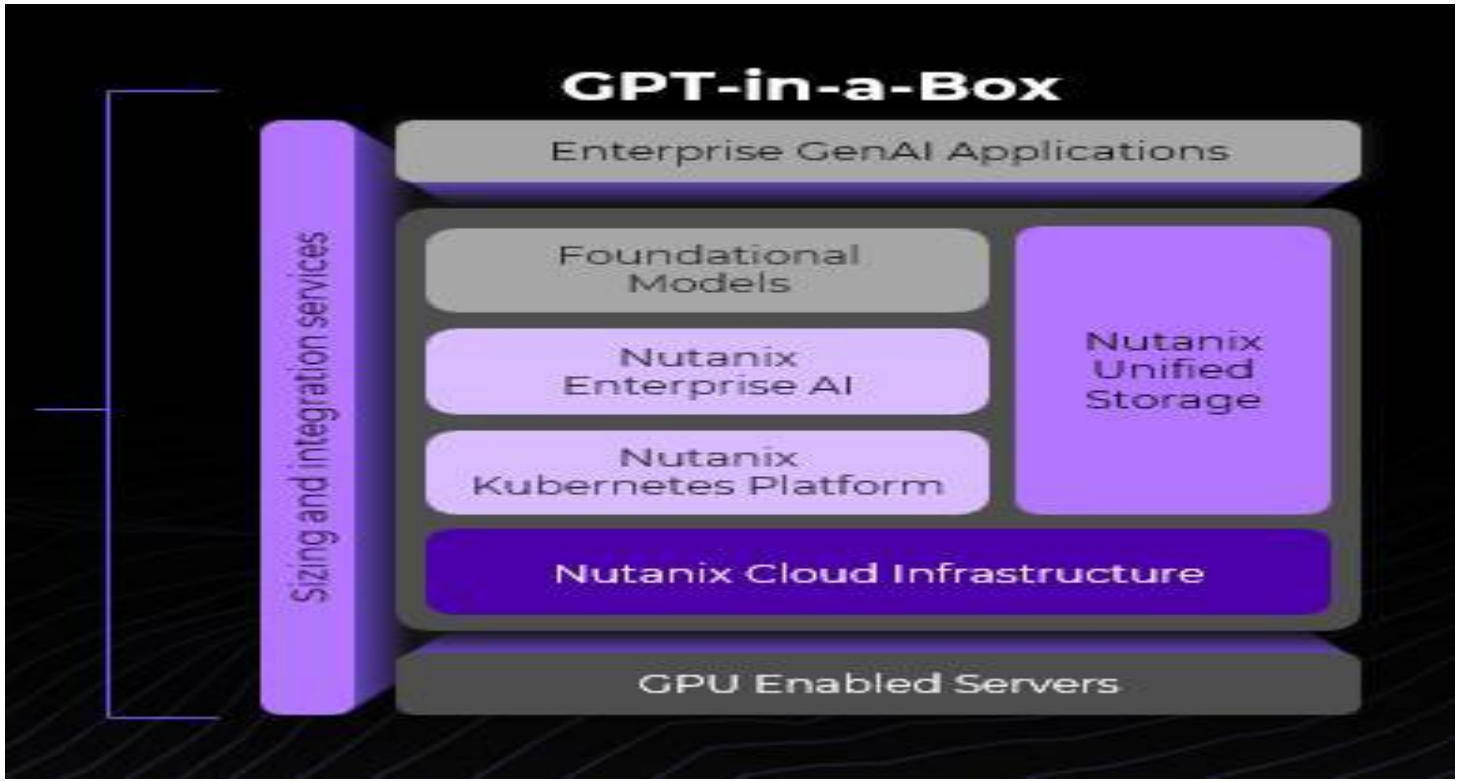 GPT-in-a-Box
Sizing and integration services
Enterprise GenAI Applications
Foundational
Models
Nutanix
Enterprise AI
Nutanix
Kubernetes Platform
Nutanix
Unified
Storage
Nutanix Cloud Infrastructure
GPU Enabled Servers